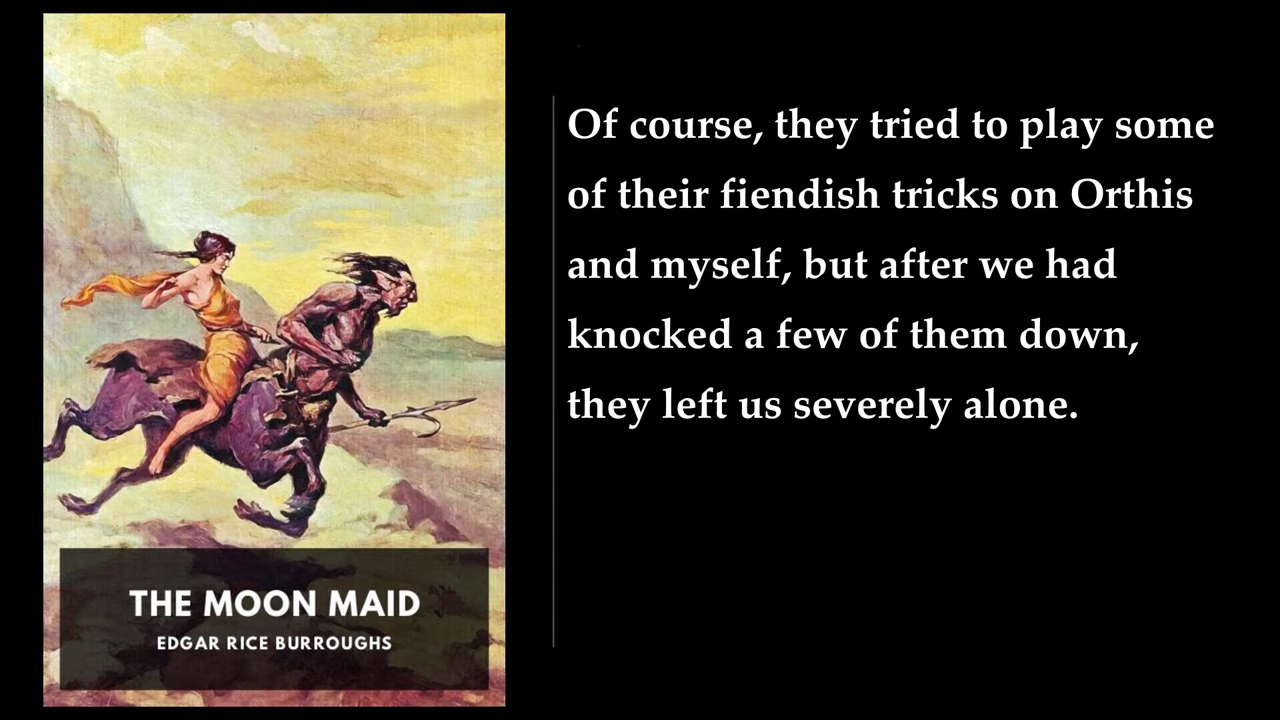 Of course, they tried to play some
of their fiendish tricks on Orthis
and myself, but after we had
knocked a few of them down,
they left us severely alone.
THE MOON MAID
EDGAR RICE BURROUGHS